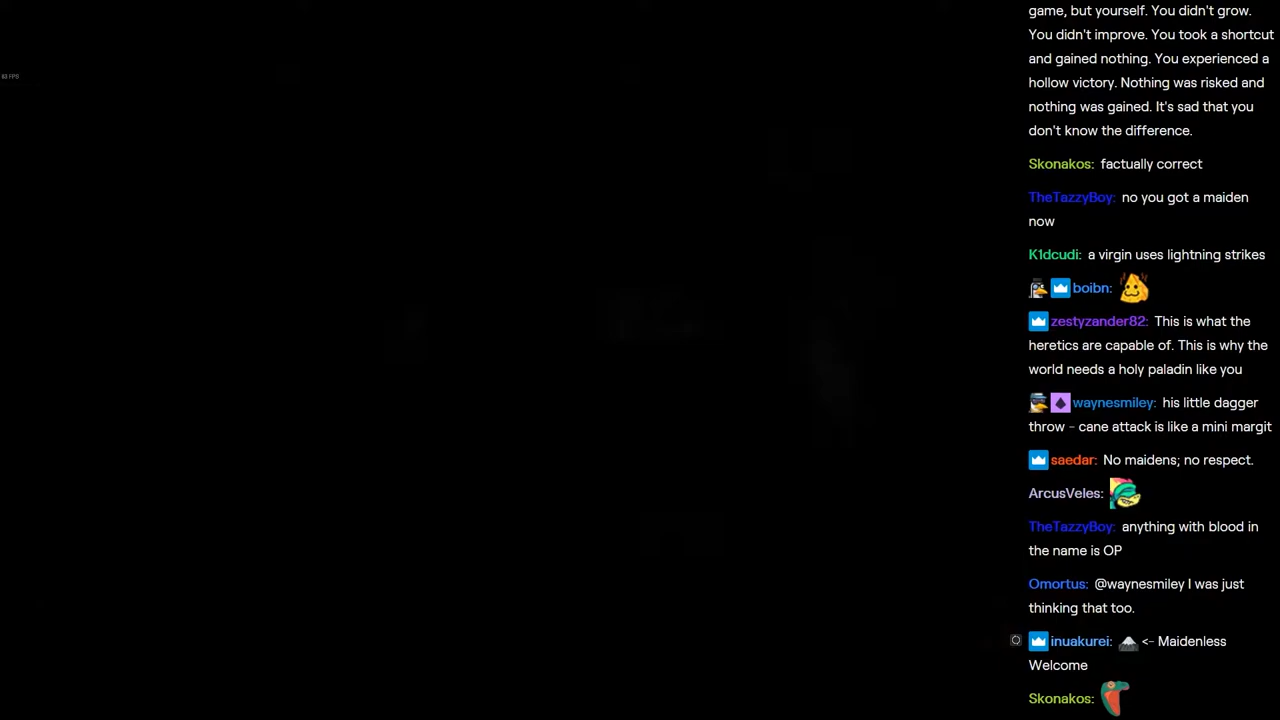 game, but yourself. You didn't grow.
You didn't improve. You took a shortcut
and gained nothing. You experienced a
hollow victory. Nothing was risked and
nothing was gained. It's sad that you
don't know the difference.
Skonakos: factually correct
TheTazzyBoy: no you got a maiden
now
K1dcudi: a virgin uses lightning strikes
boibn:
zestyzander82: This is what the
heretics are capable of. This is why the
world needs a holy paladin like you
waynesmiley: his little dagger
throw - cane attack is like a mini margit
saedar: No maidens; no respect.
ArcusVeles:
TheTazzyBoy: anything with blood in
the name is OP
Omortus: @waynesmiley I was just
thinking that too.
inuakurei: <- Maidenless
Welcome
Skonakos: